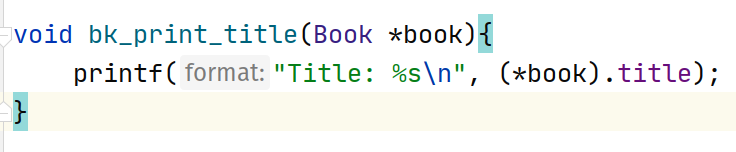 void bk_print_title(Book *book){
    printf( format: "Title: %s\n", (*book).title);
}